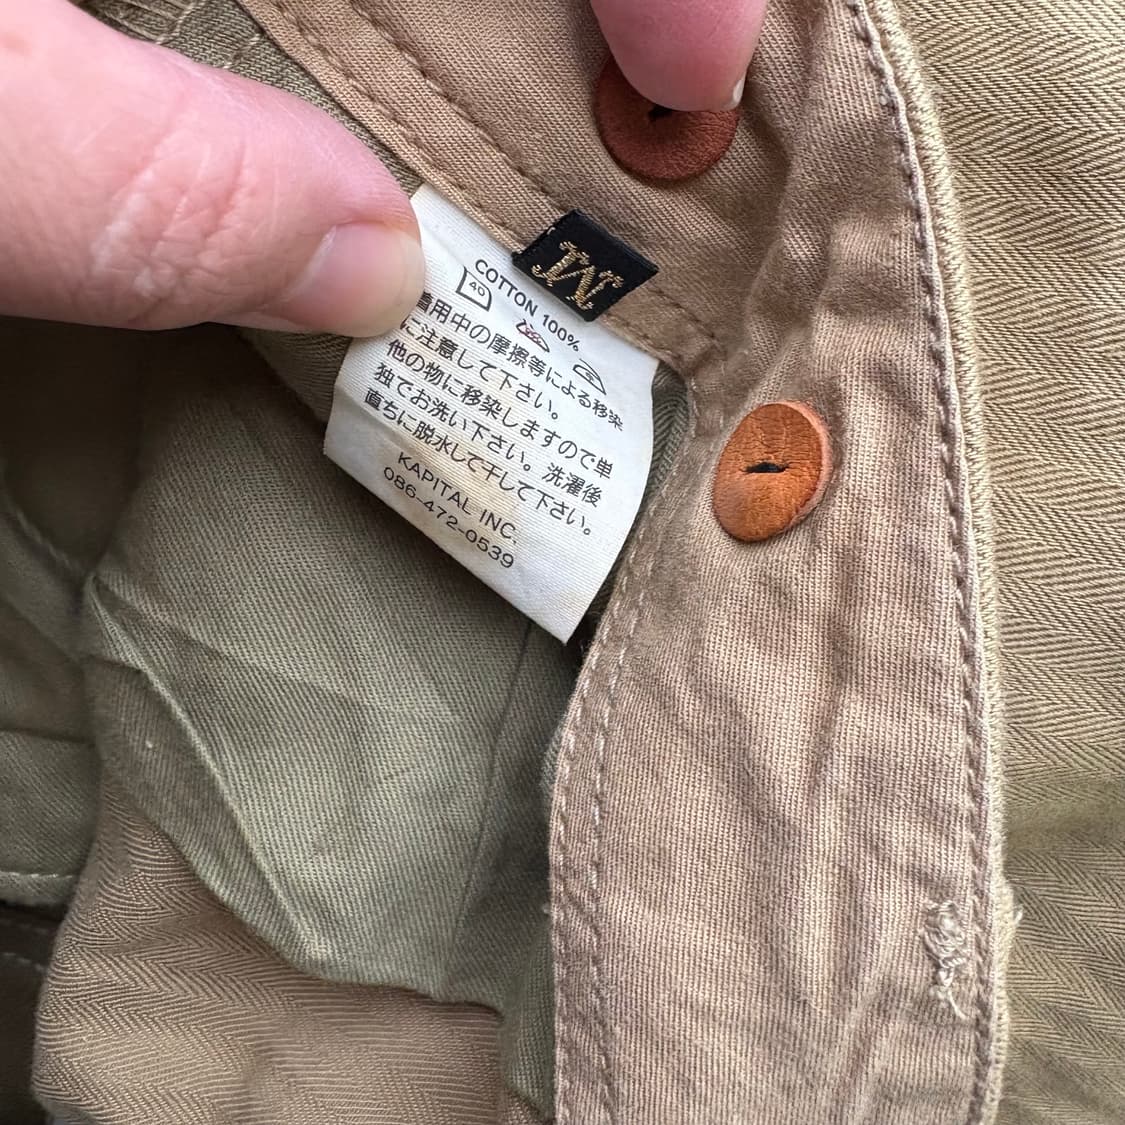 M
COTTON 100%
40
着用中の摩擦等による移染
に注意して下さい。
他の物に移染しますので単
独でお洗い下さい。洗濯後
直ちに脱水して干して下さい。
KAPITAL INC.
086-472-0539